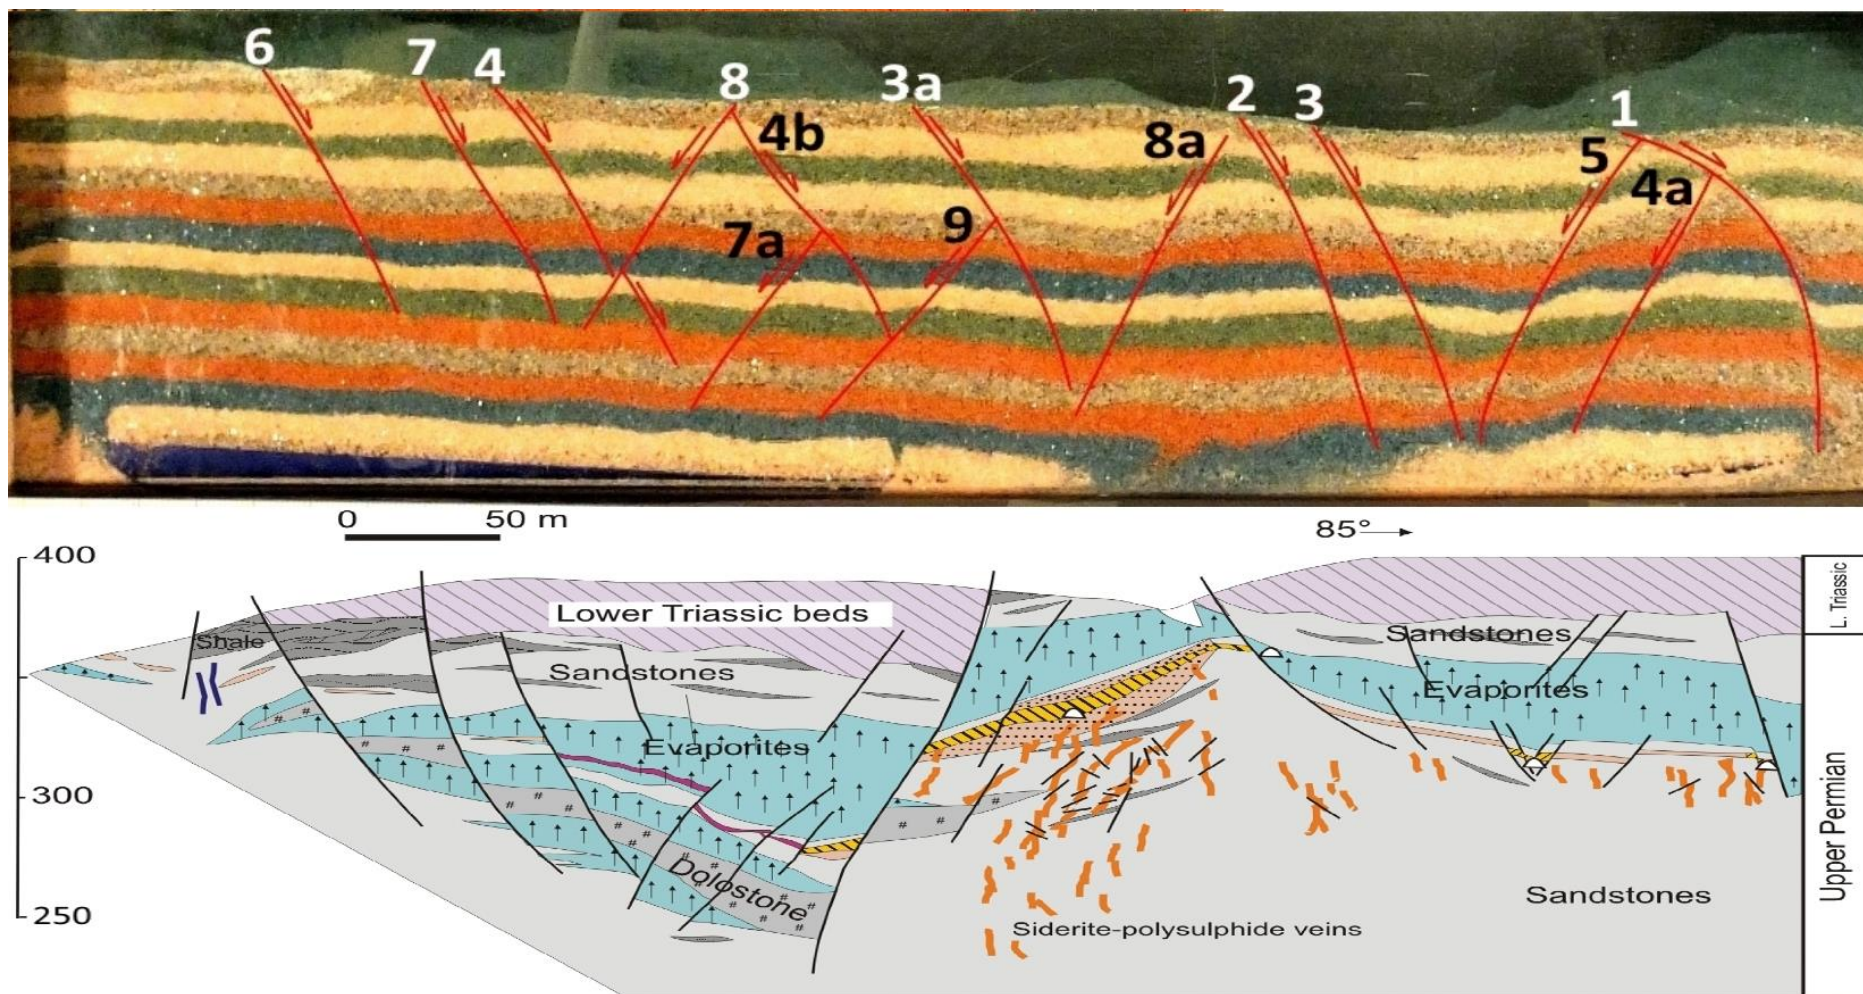 6 7 4 8 3a 2 3 1
4b 8a 5 4a
7a 9
0 50 m 85°
400
L. Triassic
Lower Triassic beds
Shale
Sandstones
Sandstones
Evaporites
Evaporites
300
Dolostone
Upper Permian
250
Sandstones
Siderite-polysulphide veins